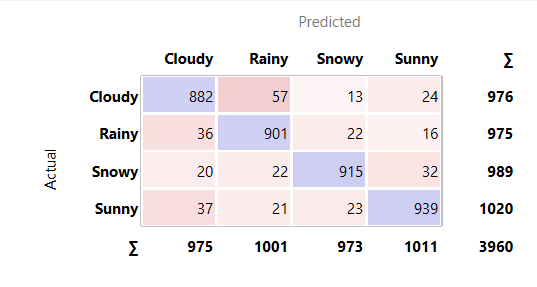 Predicted
Cloudy Rainy Snowy Sunny ∑
Cloudy 882 57 13 24 976
Rainy 36 901 22 16 975
Actual
Snowy 20 22 915 32 989
Sunny 37 21 23 939 1020
∑ 975 1001 973 1011 3960